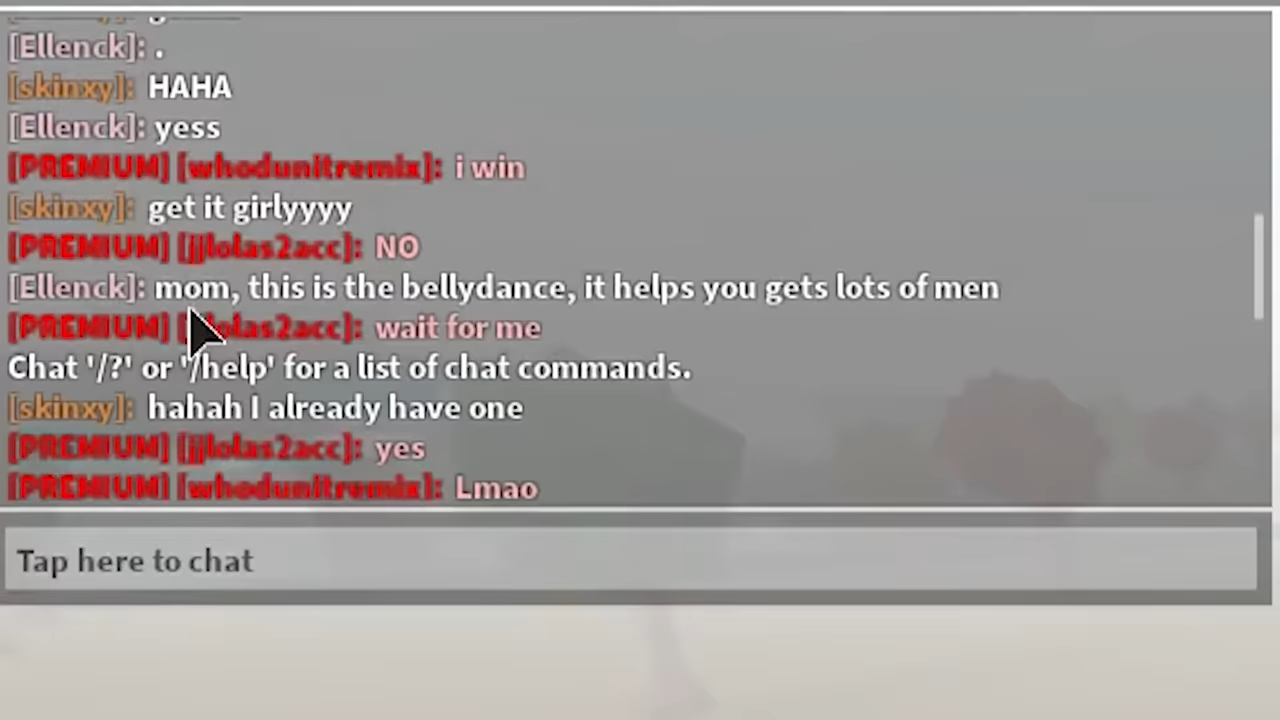 [Ellenck]: .
[skinxy]: HAHA
[Ellenck]: yess
[PREMIUM] [whodunitremix]: i win
[skinxy]: get it girlyyyy
[PREMIUM] [jjlolas2acc]: NO
[Ellenck]: mom, this is the bellydance, it helps you gets lots of men
[PREMIUM] [jjlolas2acc]: wait for me
Chat '/?' or '/help' for a list of chat commands.
[skinxy]: hahah I already have one
[PREMIUM] [jjlolas2acc]: yes
[PREMIUM] [whodunitremix]: Lmao
Tap here to chat